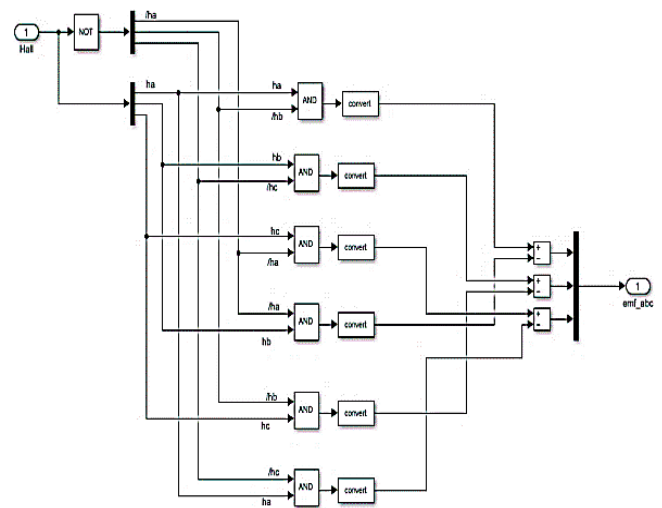 1
Hall
NOT
/ha
ha
ha
/hb
AND
convert
hb
/hc
AND
convert
hc
/ha
AND
convert
/ha
hb
AND
convert
/hb
hc
AND
convert
/hc
ha
AND
convert
+
−
+
−
+
−
1
emf_abc